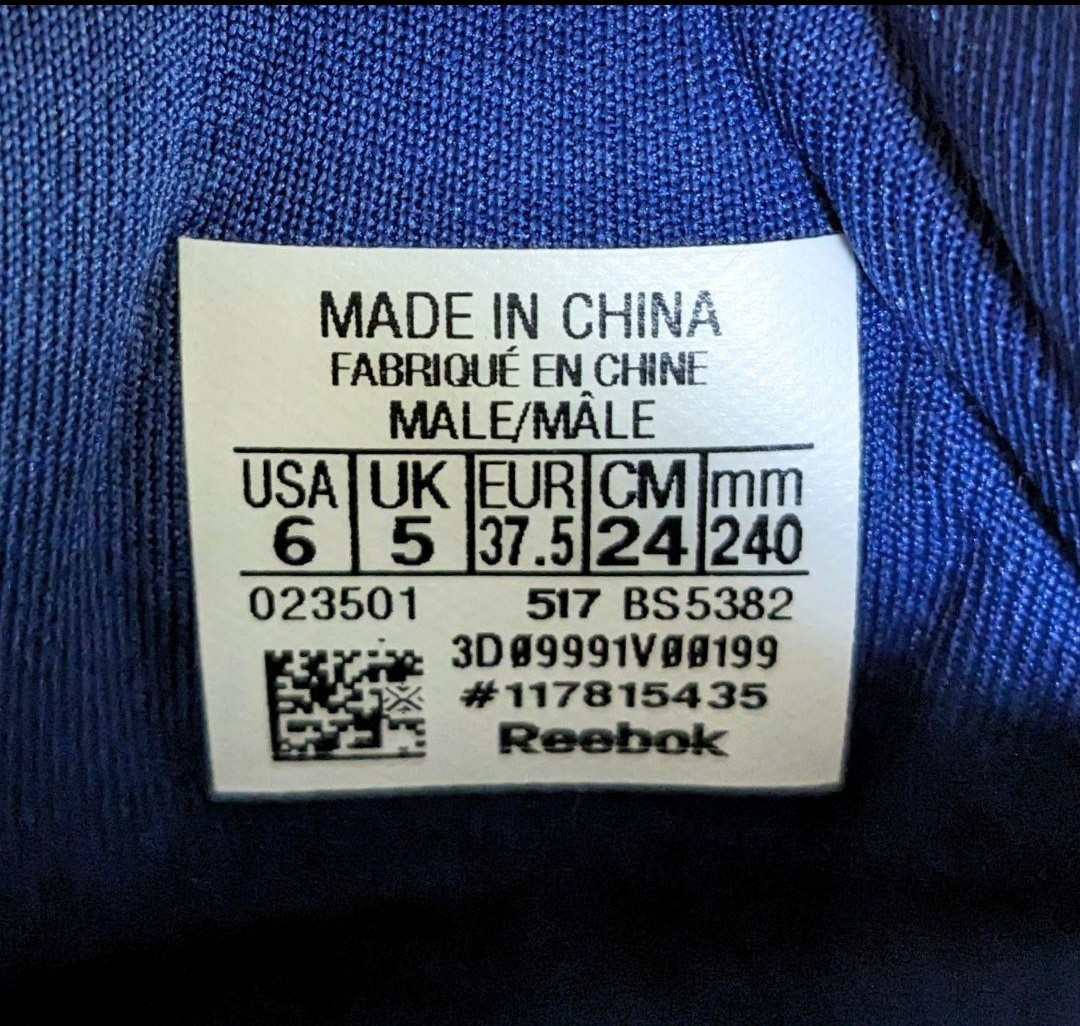 MADE IN CHINA
FABRIQUÉ EN CHINE
MALE/MÂLE
USA UK EUR CM mm
6 5 37.5 24 240
023501 517 BS5382
3D09991V00199
#117815435
Reebok